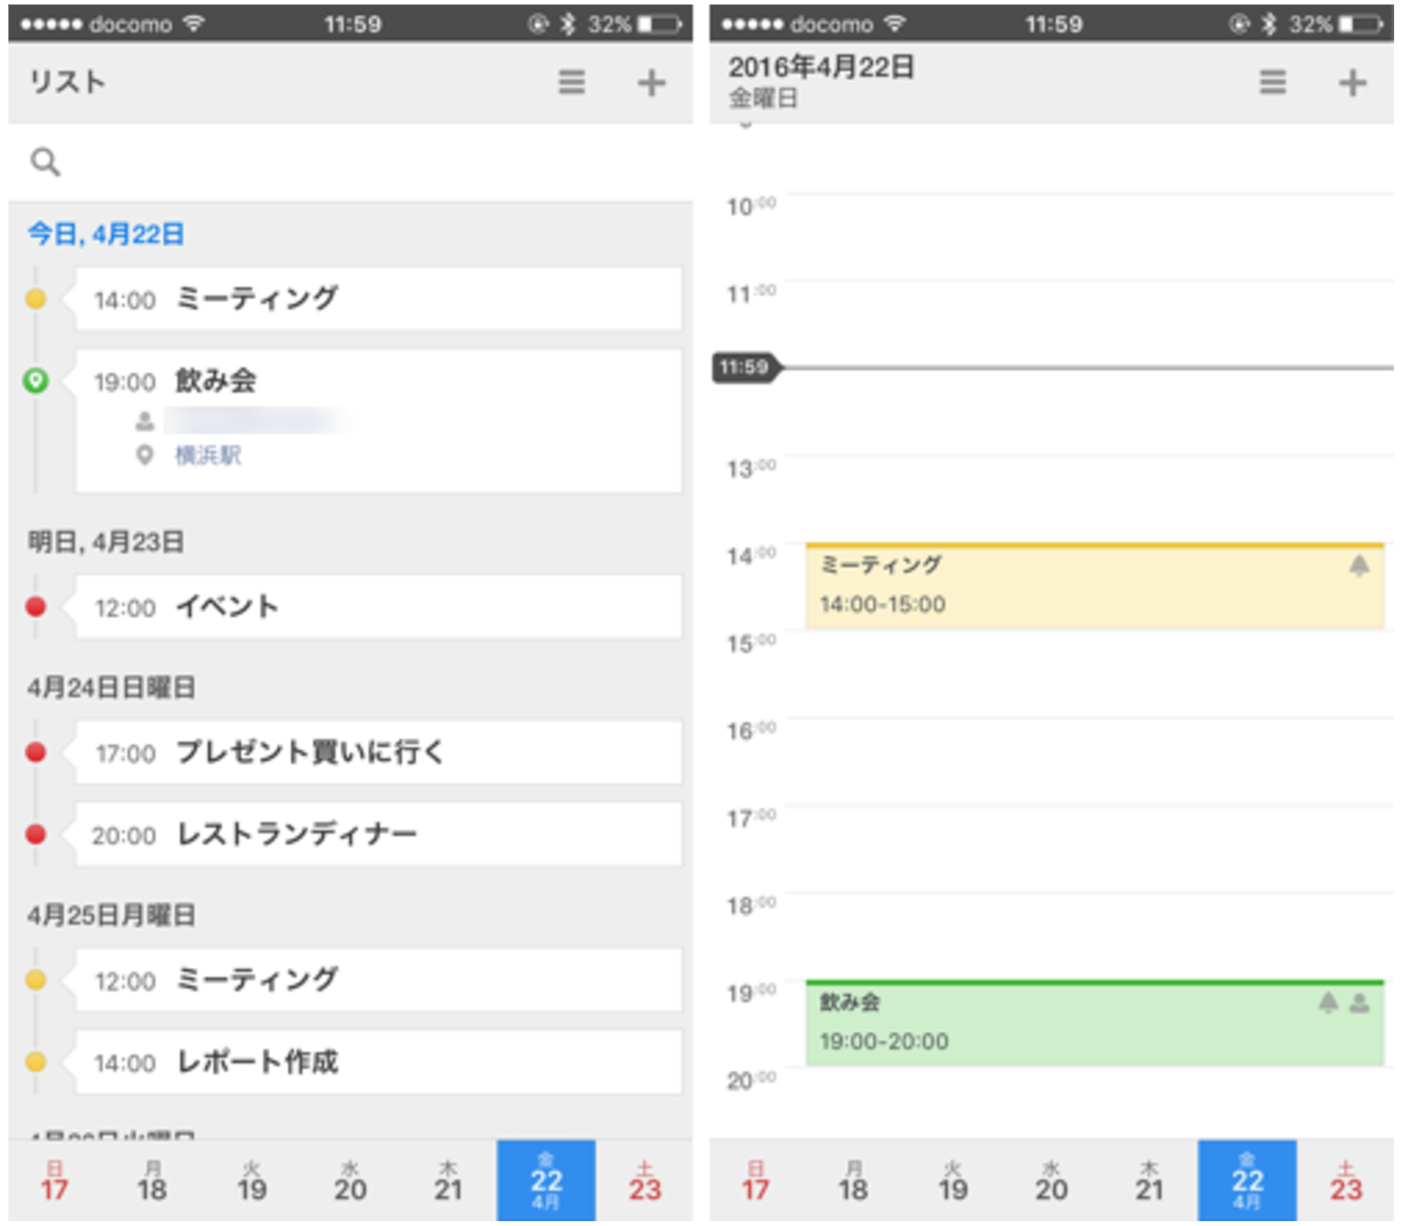 docomo 11:59 32%
リスト
今日, 4月22日
14:00 ミーティング
19:00 飲み会
横浜駅
明日, 4月23日
12:00 イベント
4月24日日曜日
17:00 プレゼント買いに行く
20:00 レストランディナー
4月25日月曜日
12:00 ミーティング
14:00 レポート作成
日 月 火 水 木 金 土
17 18 19 20 21 22 23
4月
docomo 11:59 32%
2016年4月22日
金曜日
10:00
11:00
11:59
13:00
14:00
ミーティング
14:00-15:00
15:00
16:00
17:00
18:00
19:00
飲み会
19:00-20:00
20:00
日 月 火 水 木 金 土
17 18 19 20 21 22 23
4月